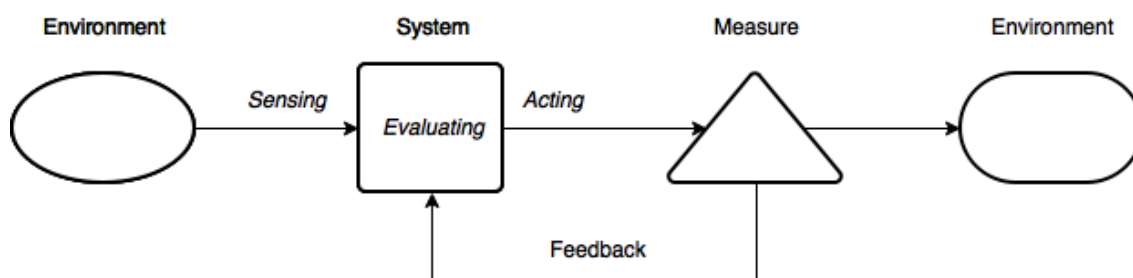 Environment
System
Measure
Environment
Sensing
Evaluating
Acting
Feedback